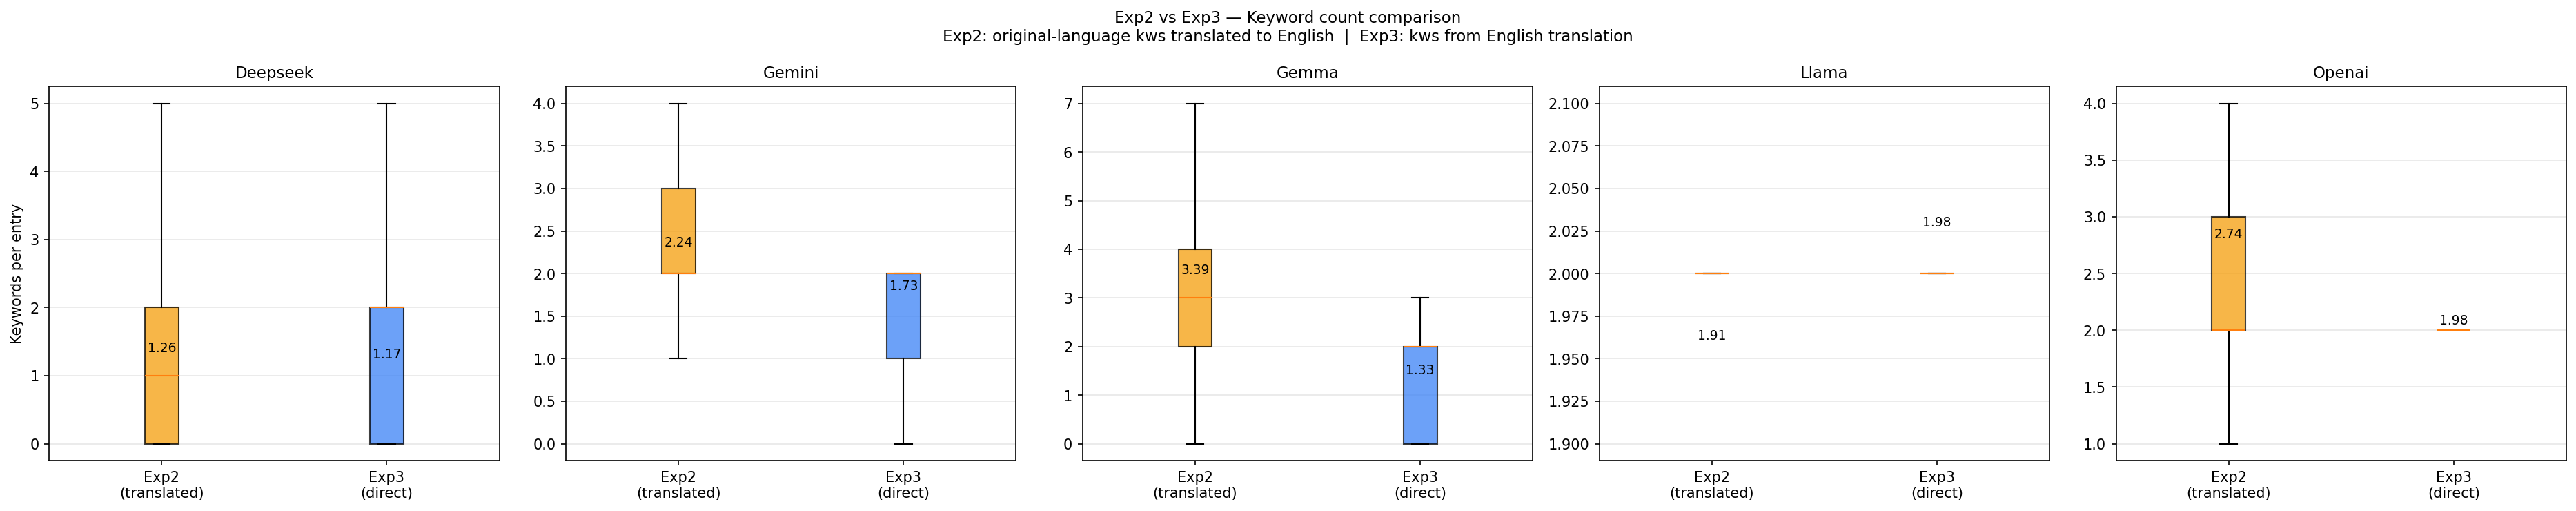 Exp2 vs Exp3 — Keyword count comparison
Exp2: original-language kws translated to English | Exp3: kws from English translation
Deepseek
Keywords per entry
5
4
3
2
1
0
1.26
1.17
Exp2
(translated)
Exp3
(direct)
Gemini
4.0
3.5
3.0
2.5
2.0
1.5
1.0
0.5
0.0
2.24
1.73
Exp2
(translated)
Exp3
(direct)
Gemma
7
6
5
4
3
2
1
0
3.39
1.33
Exp2
(translated)
Exp3
(direct)
Llama
2.100
2.075
2.050
2.025
2.000
1.975
1.950
1.925
1.900
1.91
1.98
Exp2
(translated)
Exp3
(direct)
Openai
4.0
3.5
3.0
2.5
2.0
1.5
1.0
2.74
1.98
Exp2
(translated)
Exp3
(direct)